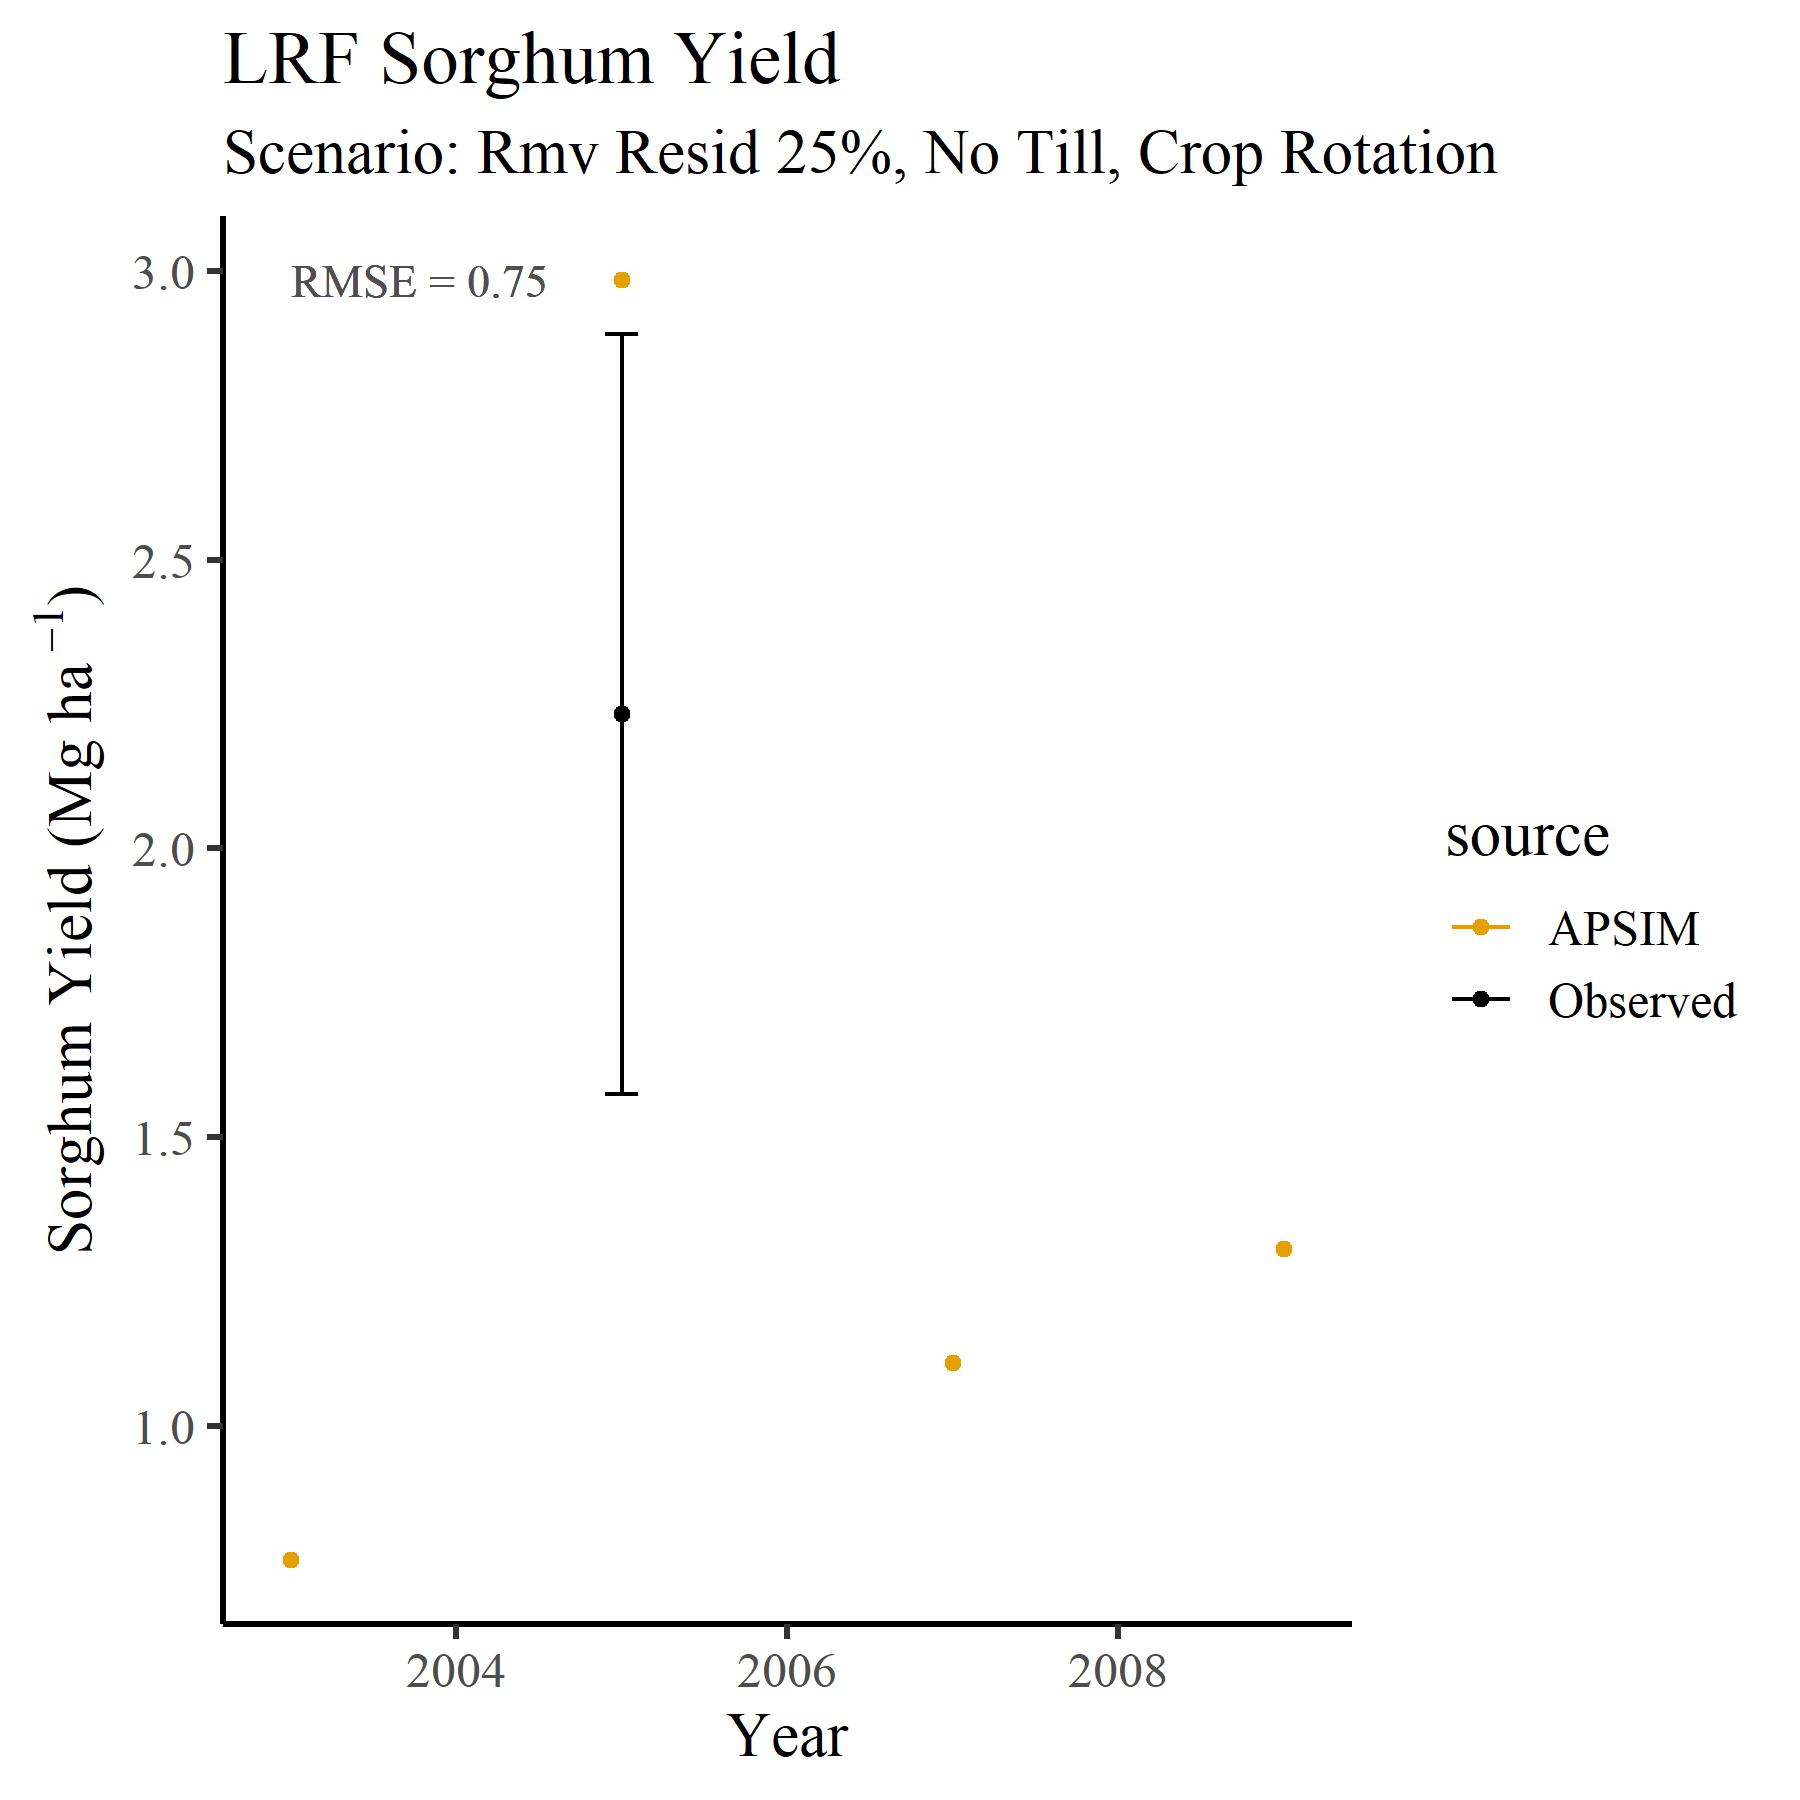 LRF Sorghum Yield
Scenario: Rmv Resid 25%, No Till, Crop Rotation
RMSE = 0.75
3.0
2.5
2.0
1.5
1.0
Sorghum Yield (Mg ha⁻¹)
2004
2006
2008
Year
source
APSIM
Observed